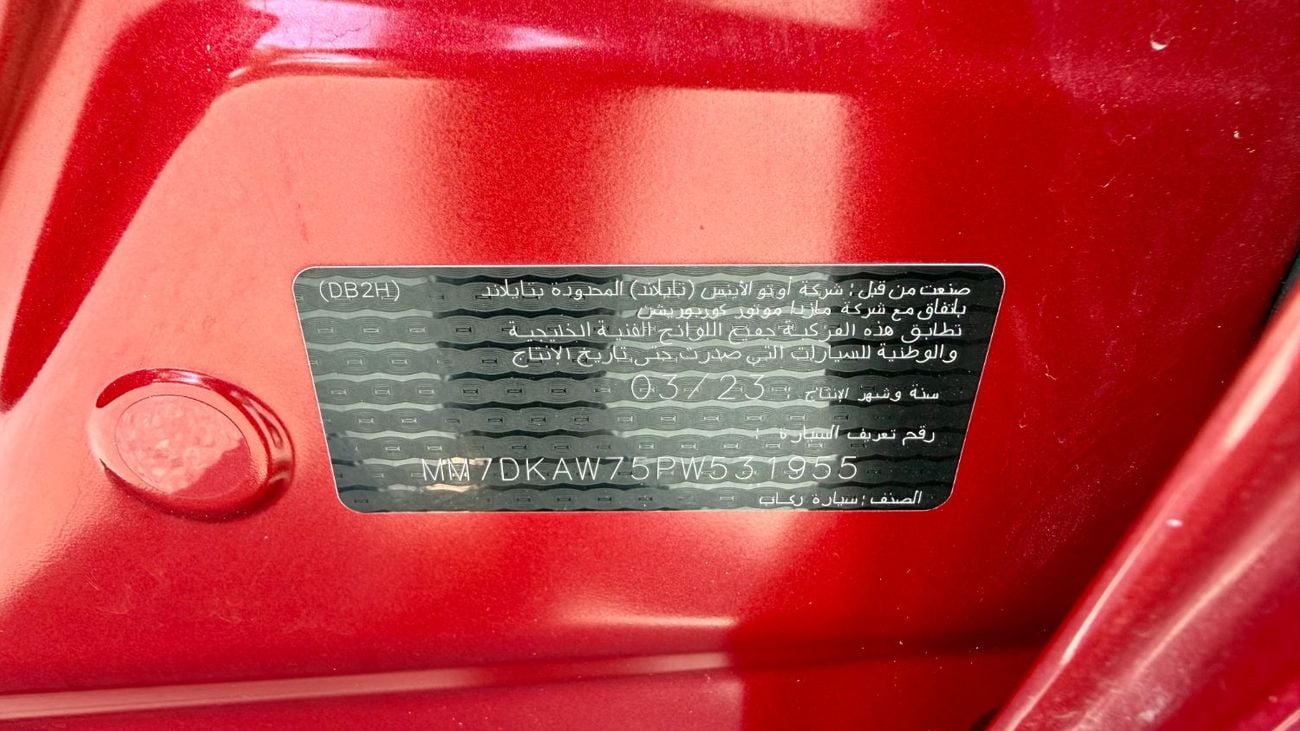 صنعت من قبل : شركة أوتو الاينس (تايلاند) المحدودة بتايلاند (DB2H)
باتفاق مع شركة مازدا موتور كوربوريشن
تطابق هذه المركبة جميع اللوائح الفنية الخليجية
والوطنية للسيارات التي صدرت حتى تاريخ الانتاج
سنة وشهر الإنتاج : 03/23
رقم تعريف السيارة :
MM7DKAW75PW531955
الصنف : سيارة ركاب